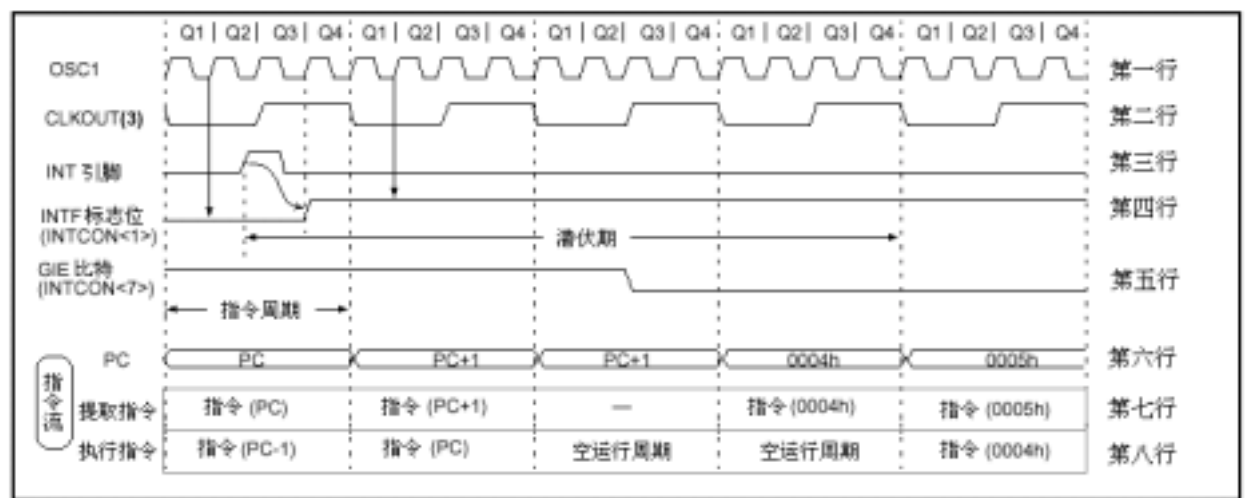 Q1 | Q2 | Q3 | Q4 Q1 | Q2 | Q3 | Q4 Q1 | Q2 | Q3 | Q4 Q1 | Q2 | Q3 | Q4 Q1 | Q2 | Q3 | Q4
OSC1 第一行
CLKOUT(3) 第二行
INT 引脚 第三行
INTF 标志位 第四行
(INTCON<1>)
潜伏期
GIE 比特
(INTCON<7>) 第五行
指令周期
PC PC PC+1 PC+1 0004h 0005h 第六行
指令流
提取指令 指令 (PC) 指令 (PC+1) — 指令 (0004h) 指令 (0005h) 第七行
执行指令 指令 (PC-1) 指令 (PC) 空运行周期 空运行周期 指令 (0004h) 第八行